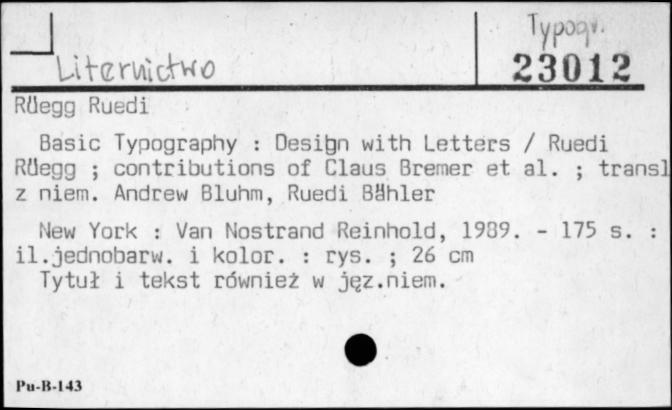 Typogr.
Liternictwo
23012
Rüegg Ruedi
Basic Typography : Design with Letters / Ruedi
Rüegg ; contributions of Claus Bremer et al. ; transl
z niem. Andrew Bluhm, Ruedi Bähler
New York : Van Nostrand Reinhold, 1989. - 175 s. :
il.jednobarw. i kolor. : rys. ; 26 cm
Tytuł i tekst również w jęz.niem.
Pu-B-143